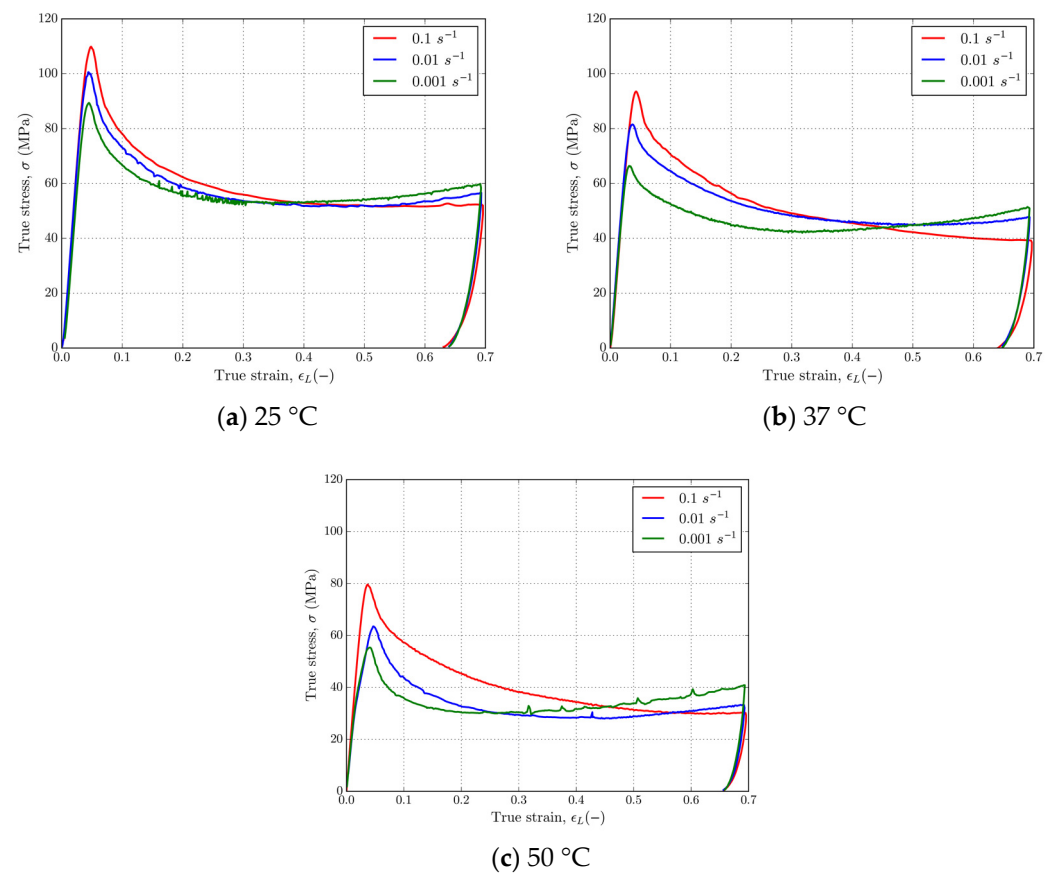 120
100
80
60
40
20
0
True stress, σ (MPa)
0.1 s⁻¹
0.01 s⁻¹
0.001 s⁻¹
0.0 0.1 0.2 0.3 0.4 0.5 0.6 0.7
True strain, ϵ_L(−)
(a) 25 °C
120
100
80
60
40
20
0
True stress, σ (MPa)
0.1 s⁻¹
0.01 s⁻¹
0.001 s⁻¹
0.0 0.1 0.2 0.3 0.4 0.5 0.6 0.7
True strain, ϵ_L(−)
(b) 37 °C
120
100
80
60
40
20
0
True stress, σ (MPa)
0.1 s⁻¹
0.01 s⁻¹
0.001 s⁻¹
0.0 0.1 0.2 0.3 0.4 0.5 0.6 0.7
True strain, ϵ_L(−)
(c) 50 °C